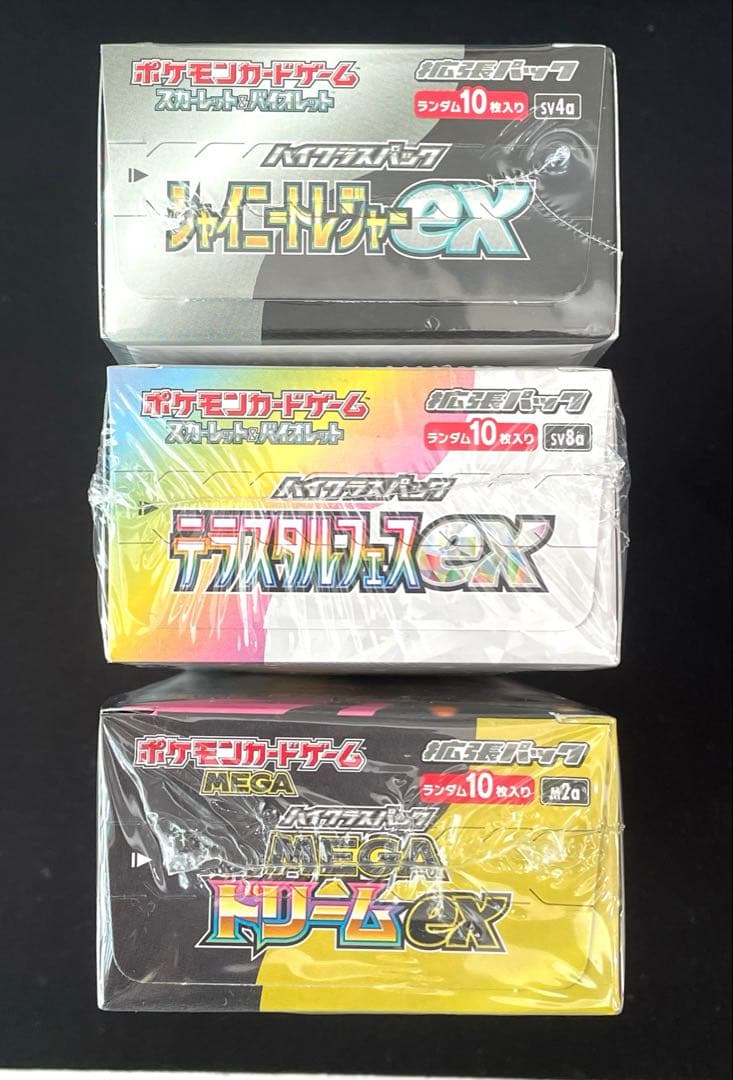 ポケモンカードゲーム
スカーレット&バイオレット
拡張パック
ランダム10枚入り
sv4a
ハイクラスパック
シャイニートレジャーex
ポケモンカードゲーム
スカーレット&バイオレット
拡張パック
ランダム10枚入り
sv8a
ハイクラスパック
テラスタルフェスex
ポケモンカードゲーム
MEGA
拡張パック
ランダム10枚入り
M2a
ハイクラスパック
MEGA
ドリームex